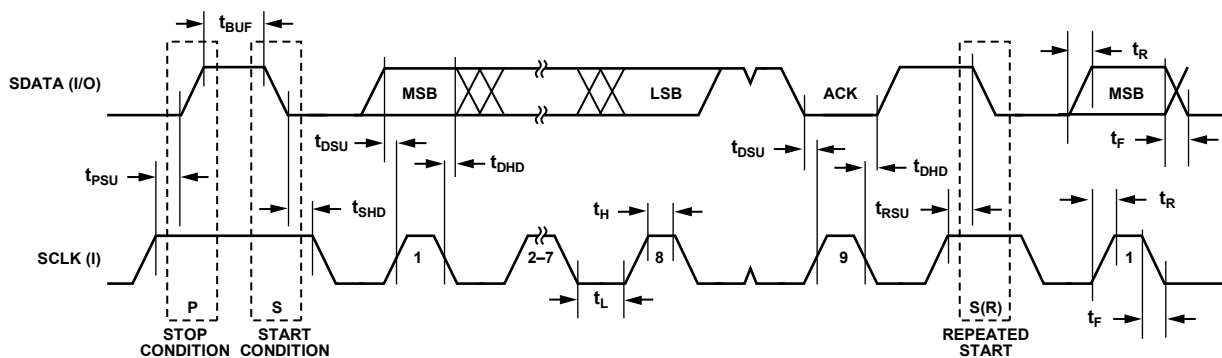 tBUF
SDATA (I/O)
MSB
LSB
ACK
MSB
tR
tF
tDSU
tDHD
tDSU
tDHD
tPSU
tSHD
tH
tRSU
tR
SCLK (I)
1
2–7
8
9
1
tL
tF
P
S
S(R)
STOP
CONDITION
START
CONDITION
REPEATED
START